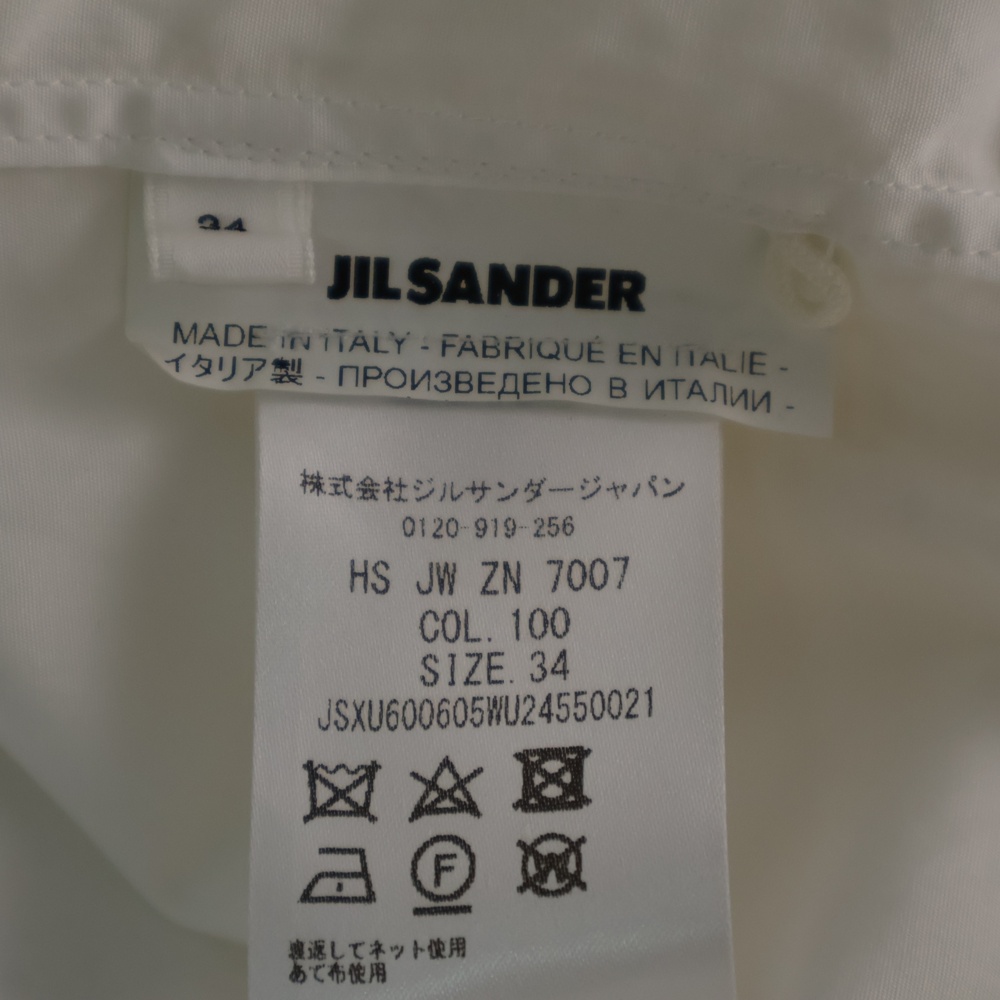 34
JIL SANDER
MADE IN ITALY - FABRIQUÉ EN ITALIE -
イタリア製 - ПРОИЗВЕДЕНО В ИТАЛИИ -
株式会社ジルサンダージャパン
0120-919-256
HS JW ZN 7007
COL. 100
SIZE. 34
JSXU600605WU24550021
F
W
裏返してネット使用
あて布使用